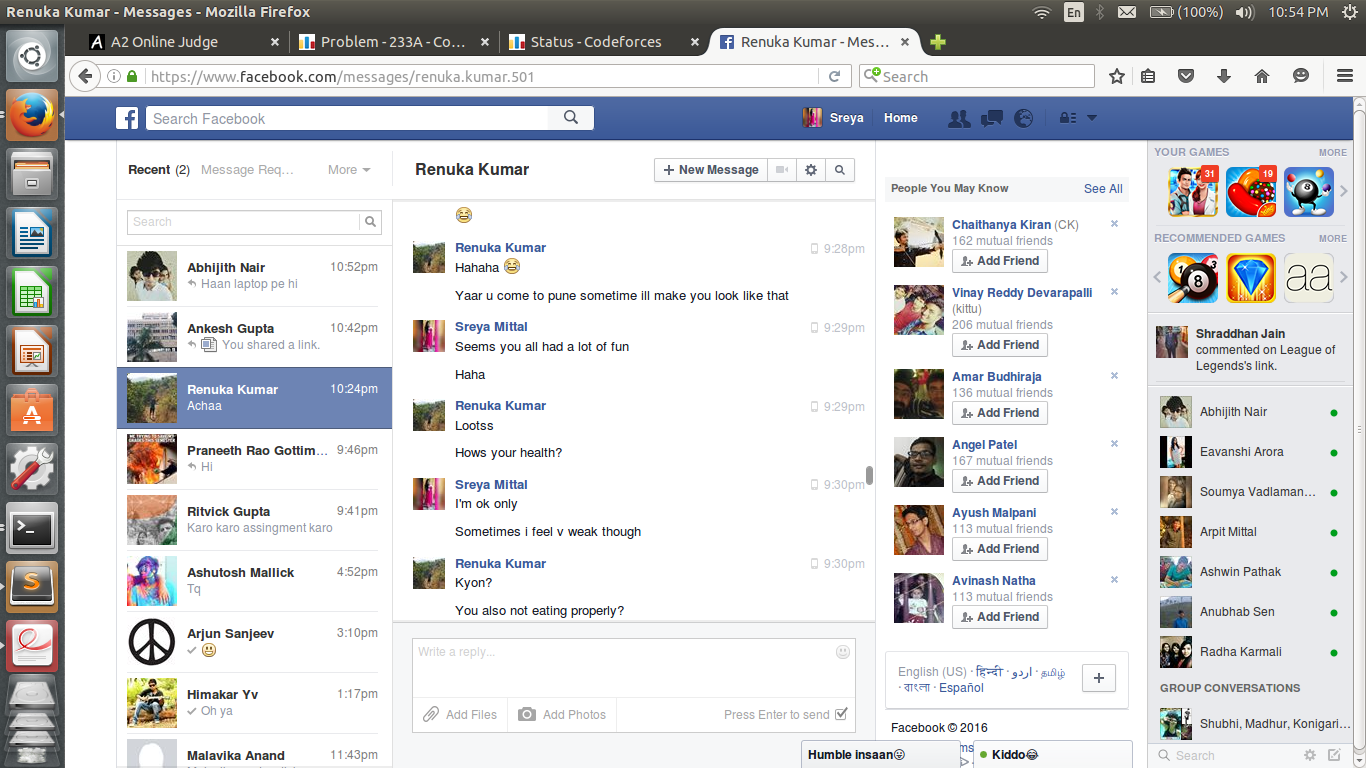 Renuka Kumar - Messages - Mozilla Firefox
En
(100%)
10:54 PM
A2 Online Judge
Problem - 233A - Co...
Status - Codeforces
Renuka Kumar - Mes...
https://www.facebook.com/messages/renuka.kumar.501
Search
Search Facebook
Sreya
Home
Recent (2)
Message Req...
More
Search
Abhijith Nair 10:52pm
Haan laptop pe hi
Ankesh Gupta 10:42pm
You shared a link.
Renuka Kumar 10:24pm
Achaa
Praneeth Rao Gottim... 9:46pm
Hi
Ritvick Gupta 9:41pm
Karo karo assingment karo
Ashutosh Mallick 4:52pm
Tq
Arjun Sanjeev 3:10pm
Himakar Yv 1:17pm
Oh ya
Malavika Anand 11:43pm
Renuka Kumar
New Message
Renuka Kumar 9:28pm
Hahaha
Yaar u come to pune sometime ill make you look like that
Sreya Mittal 9:29pm
Seems you all had a lot of fun
Haha
Renuka Kumar 9:29pm
Lootss
Hows your health?
Sreya Mittal 9:30pm
I'm ok only
Sometimes i feel v weak though
Renuka Kumar 9:30pm
Kyon?
You also not eating properly?
Write a reply...
Add Files
Add Photos
Press Enter to send
People You May Know
See All
Chaithanya Kiran (CK)
162 mutual friends
Add Friend
Vinay Reddy Devarapalli
(kittu)
206 mutual friends
Add Friend
Amar Budhiraja
136 mutual friends
Add Friend
Angel Patel
167 mutual friends
Add Friend
Ayush Malpani
113 mutual friends
Add Friend
Avinash Natha
113 mutual friends
Add Friend
English (US) · हिन्दी · اردو · தமிழ்
· বাংলা · Español
Facebook © 2016
Humble insaan😜
Kiddo😂
YOUR GAMES
MORE
31
19
8
RECOMMENDED GAMES
MORE
8
aa
Shraddhan Jain
commented on League of
Legends's link.
Abhijith Nair
Eavanshi Arora
Soumya Vadlaman...
Arpit Mittal
Ashwin Pathak
Anubhab Sen
Radha Karmali
GROUP CONVERSATIONS
Shubhi, Madhur, Konigari...
Search